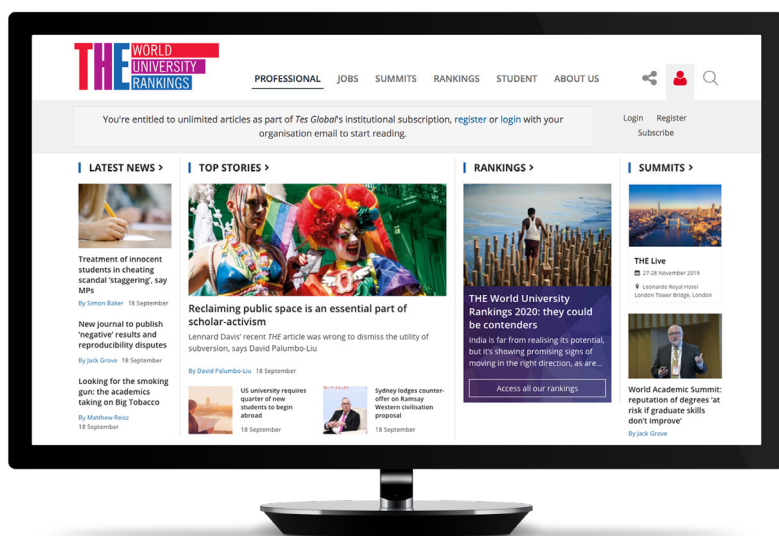 THE WORLD
UNIVERSITY
RANKINGS
PROFESSIONAL JOBS SUMMITS RANKINGS STUDENT ABOUT US
You're entitled to unlimited articles as part of Tes Global's institutional subscription, register or login with your
organisation email to start reading.
Login Register
Subscribe
LATEST NEWS >
Treatment of innocent
students in cheating
scandal 'staggering', say
MPs
By Simon Baker 18 September
New journal to publish
'negative' results and
reproducibility disputes
By Jack Grove 18 September
Looking for the smoking
gun: the academics
taking on Big Tobacco
By Matthew Reisz
18 September
TOP STORIES >
Reclaiming public space is an essential part of
scholar-activism
Lennard Davis' recent THE article was wrong to dismiss the utility of
subversion, says David Palumbo-Liu
By David Palumbo-Liu 18 September
US university requires
quarter of new
students to begin
abroad
18 September
Sydney lodges counter-
offer on Ramsay
Western civilisation
proposal
18 September
RANKINGS >
THE World University
Rankings 2020: they could
be contenders
India is far from realising its potential,
but it's showing promising signs of
moving in the right direction, as are...
Access all our rankings
SUMMITS >
THE Live
27-28 November 2019
Leonardo Royal Hotel
London Tower Bridge, London
World Academic Summit:
reputation of degrees 'at
risk if graduate skills
don't improve'
By Jack Grove